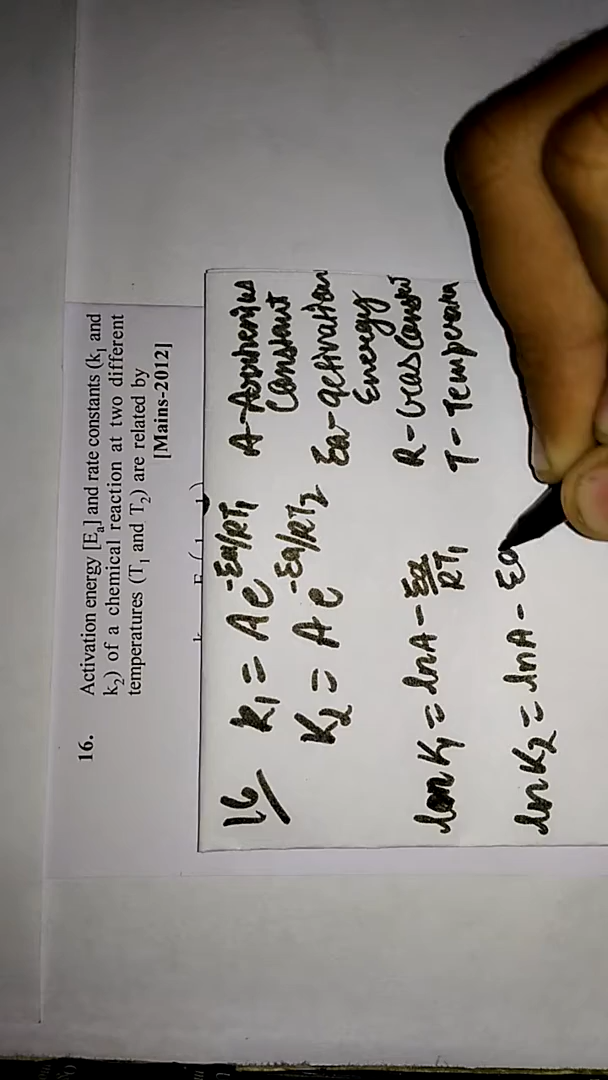 16. Activation energy [Eₐ] and rate constants (k₁ and
k₂) of a chemical reaction at two different
temperatures (T₁ and T₂) are related by
[Mains-2012]
16/ K₁ = Ae^-Ea/RT₁
K₂ = Ae^-Ea/RT₂
A-Arrhenius
Constant
Ea-activation
Energy
R-Gas Constant
T-Temperatu
ln K₁ = lnA - Ea/RT₁
ln K₂ = lnA - Ea